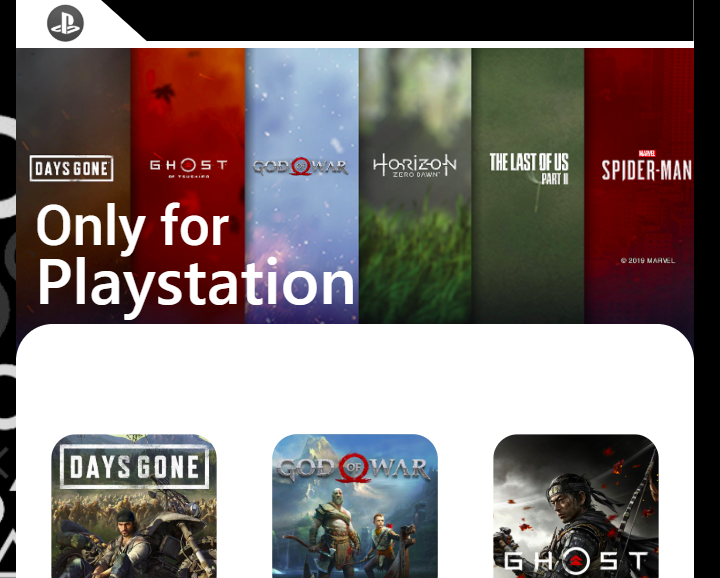 DAYS GONE
GHOST
OF TSUSHIMA
GOD OF WAR
HORIZON
ZERO DAWN
THE LAST OF US
PART II
MARVEL
SPIDER-MAN
© 2019 MARVEL
Only for
Playstation
DAYS GONE
GOD OF WAR
GHOST